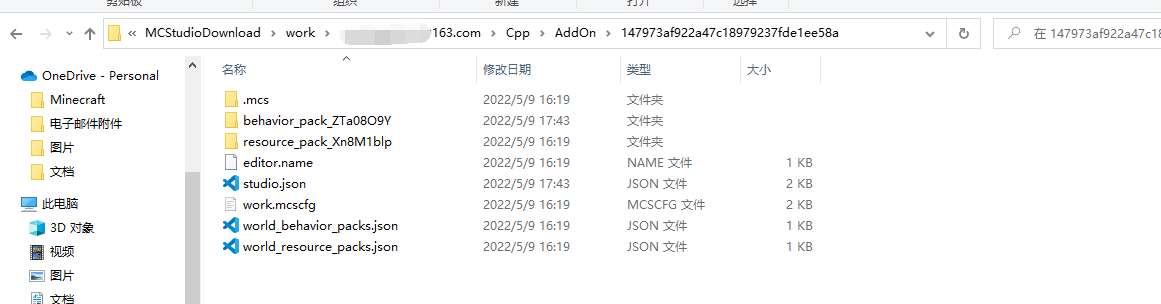 剪贴板 组织 新建 打开 选择
« MCStudioDownload › work › 163.com › Cpp › AddOn › 147973af922a47c18979237fde1ee58a
在 147973af922a47c18
OneDrive - Personal
Minecraft
电子邮件附件
图片
文档
此电脑
3D 对象
视频
图片
文档
名称 修改日期 类型 大小
.mcs 2022/5/9 16:19 文件夹
behavior_pack_ZTa08O9Y 2022/5/9 17:43 文件夹
resource_pack_Xn8M1blp 2022/5/9 16:19 文件夹
editor.name 2022/5/9 16:19 NAME 文件 1 KB
studio.json 2022/5/9 17:43 JSON 文件 2 KB
work.mcscfg 2022/5/9 16:19 MCSCFG 文件 2 KB
world_behavior_packs.json 2022/5/9 16:19 JSON 文件 1 KB
world_resource_packs.json 2022/5/9 16:19 JSON 文件 1 KB